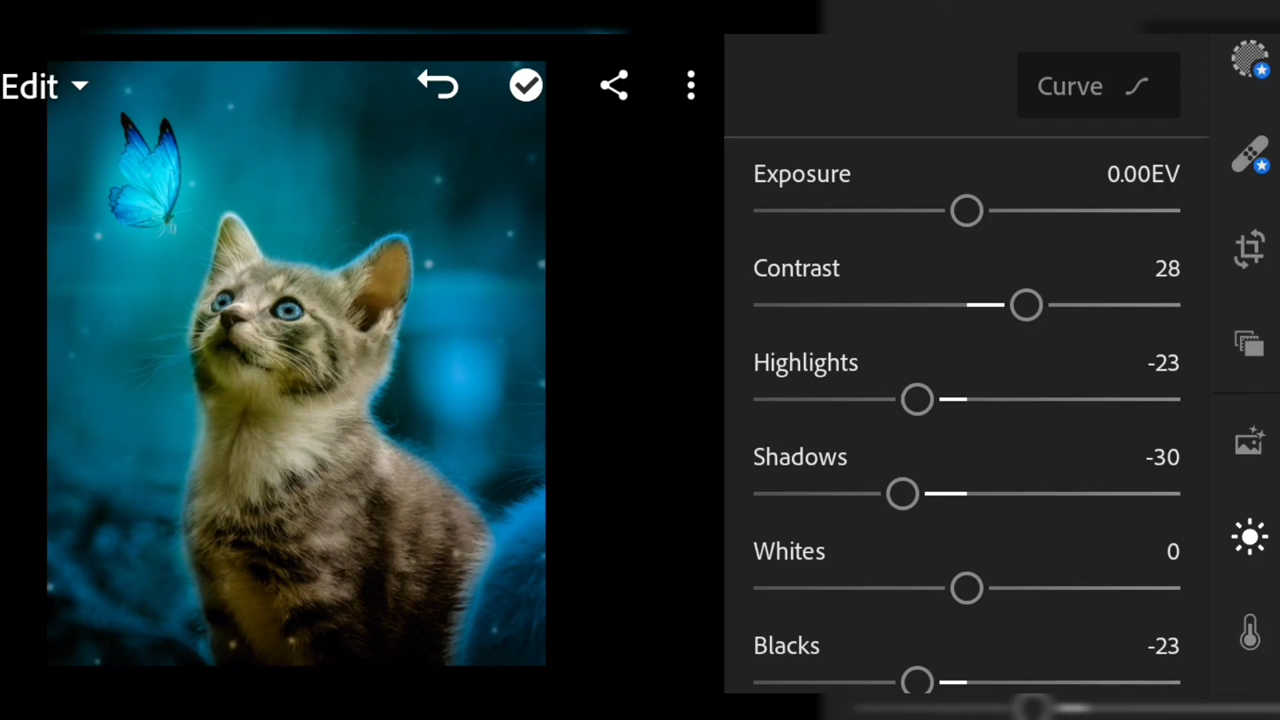 Edit
Curve
Exposure 0.00EV
Contrast 28
Highlights -23
Shadows -30
Whites 0
Blacks -23